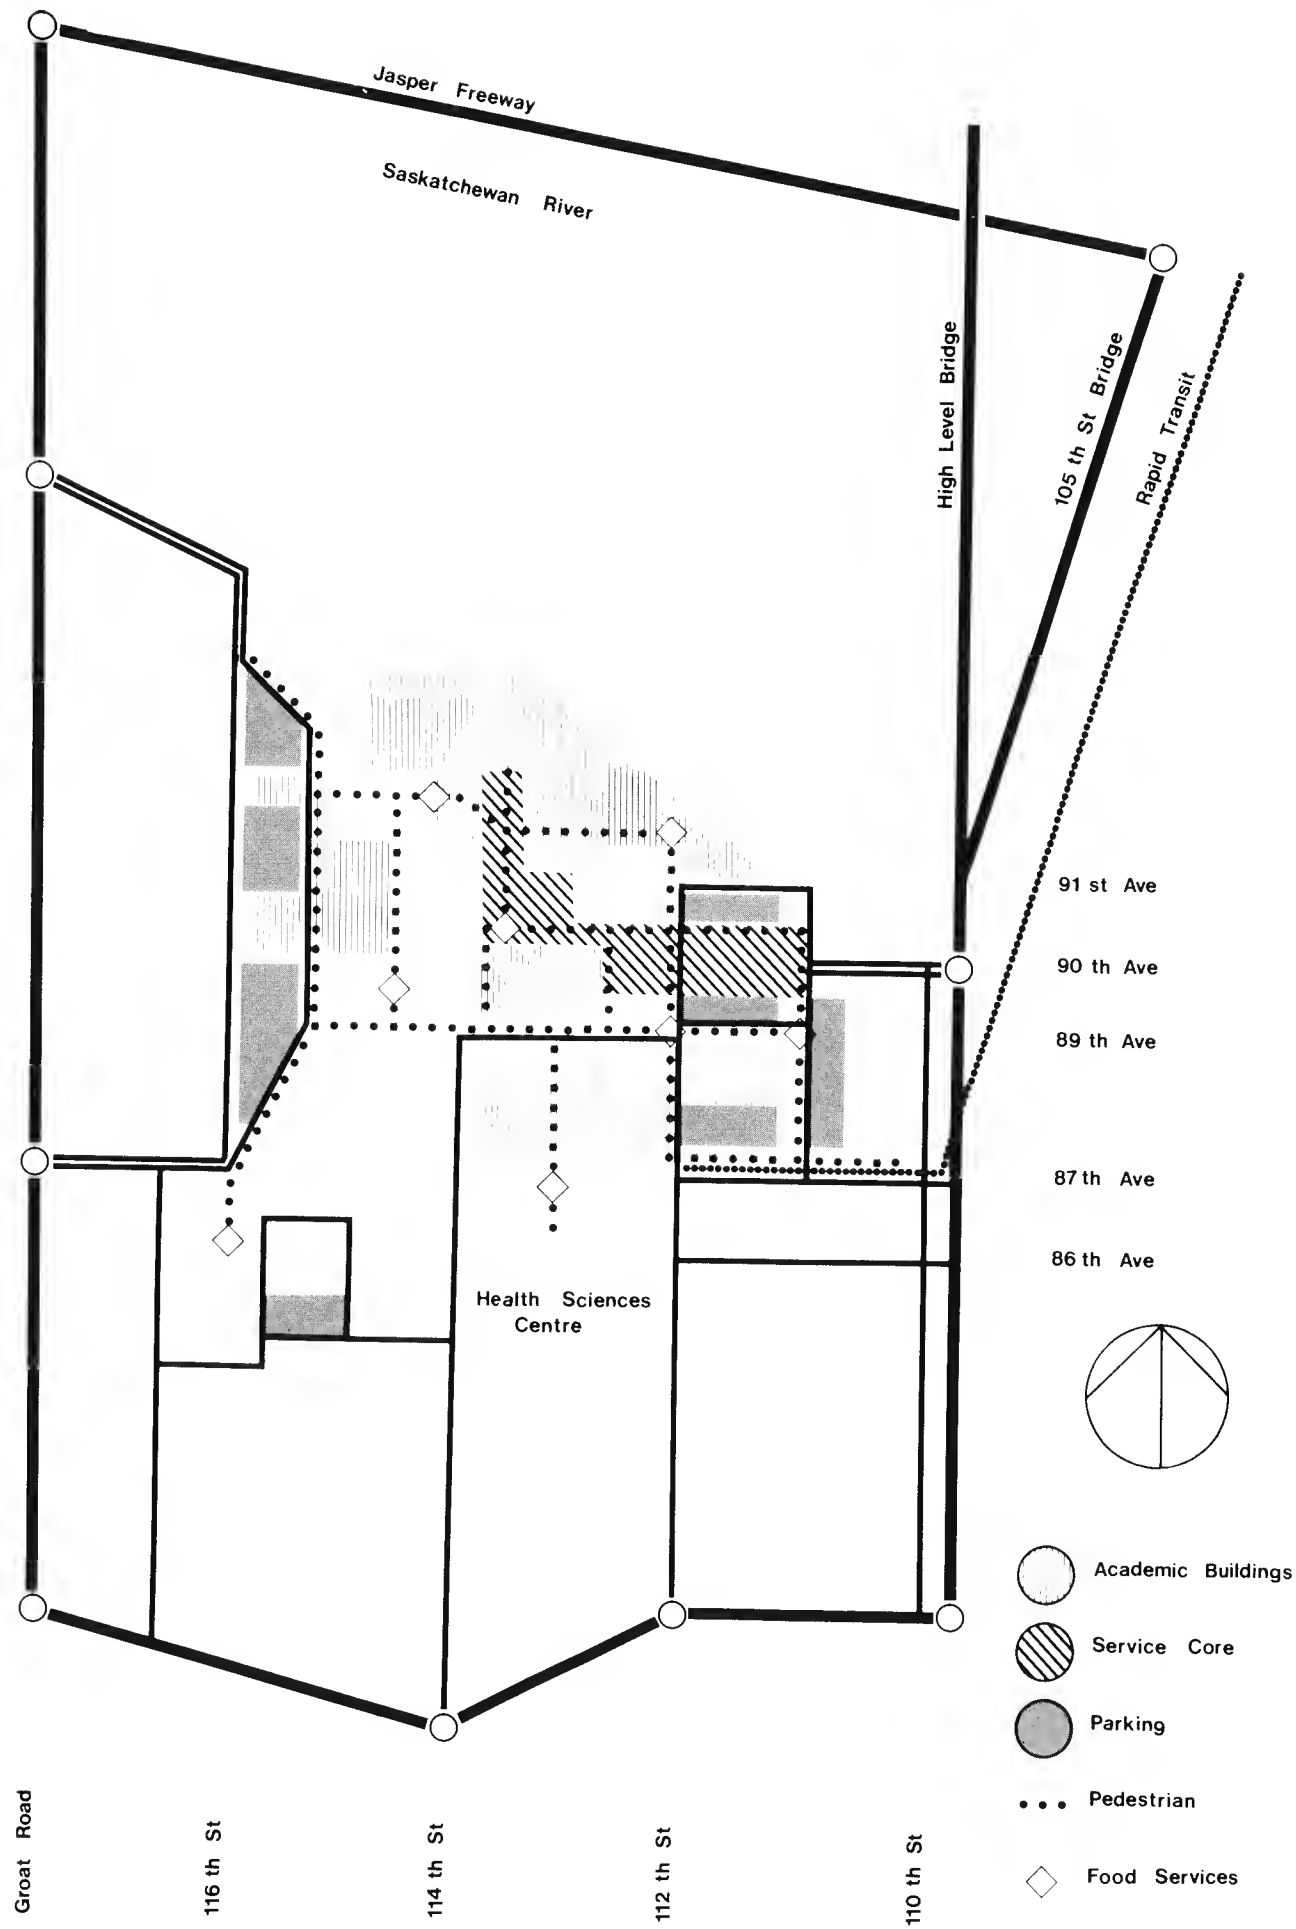 Jasper Freeway
Saskatchewan River
High Level Bridge
105 th St Bridge
Rapid Transit
91 st Ave
90 th Ave
89 th Ave
87 th Ave
86 th Ave
Health Sciences
Centre
Academic Buildings
Service Core
Parking
Pedestrian
Food Services
Groat Road
116 th St
114 th St
112 th St
110 th St